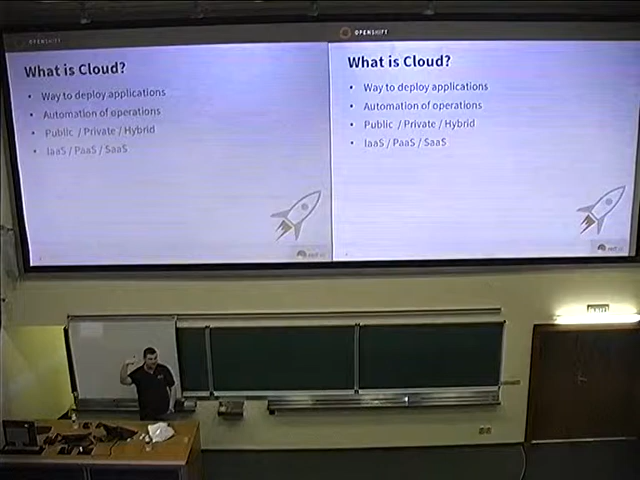 OPENSHIFT
What is Cloud?
• Way to deploy applications
• Automation of operations
• Public / Private / Hybrid
• IaaS / PaaS / SaaS
OPENSHIFT
What is Cloud?
• Way to deploy applications
• Automation of operations
• Public / Private / Hybrid
• IaaS / PaaS / SaaS